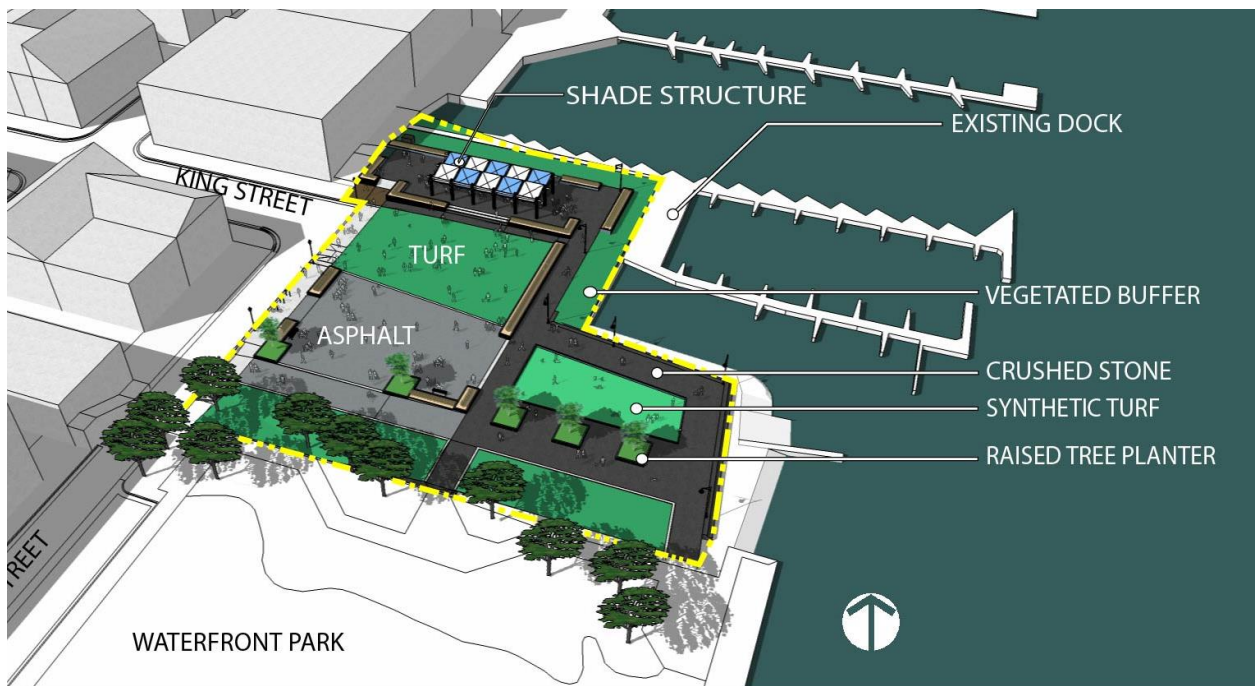 SHADE STRUCTURE
EXISTING DOCK
KING STREET
TURF
VEGETATED BUFFER
ASPHALT
CRUSHED STONE
SYNTHETIC TURF
RAISED TREE PLANTER
WATERFRONT PARK